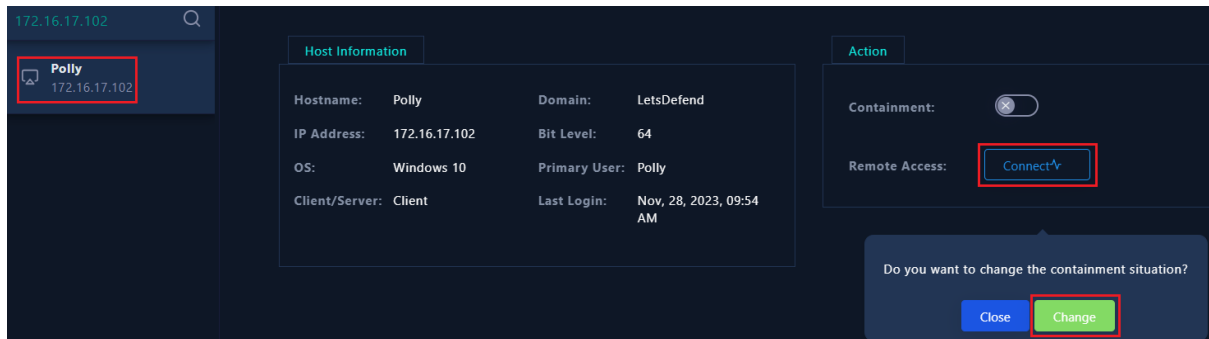 172.16.17.102
Polly
172.16.17.102
Host Information
Hostname: Polly Domain: LetsDefend
IP Address: 172.16.17.102 Bit Level: 64
OS: Windows 10 Primary User: Polly
Client/Server: Client Last Login: Nov, 28, 2023, 09:54
AM
Action
Containment:
Remote Access: Connect
Do you want to change the containment situation?
Close Change